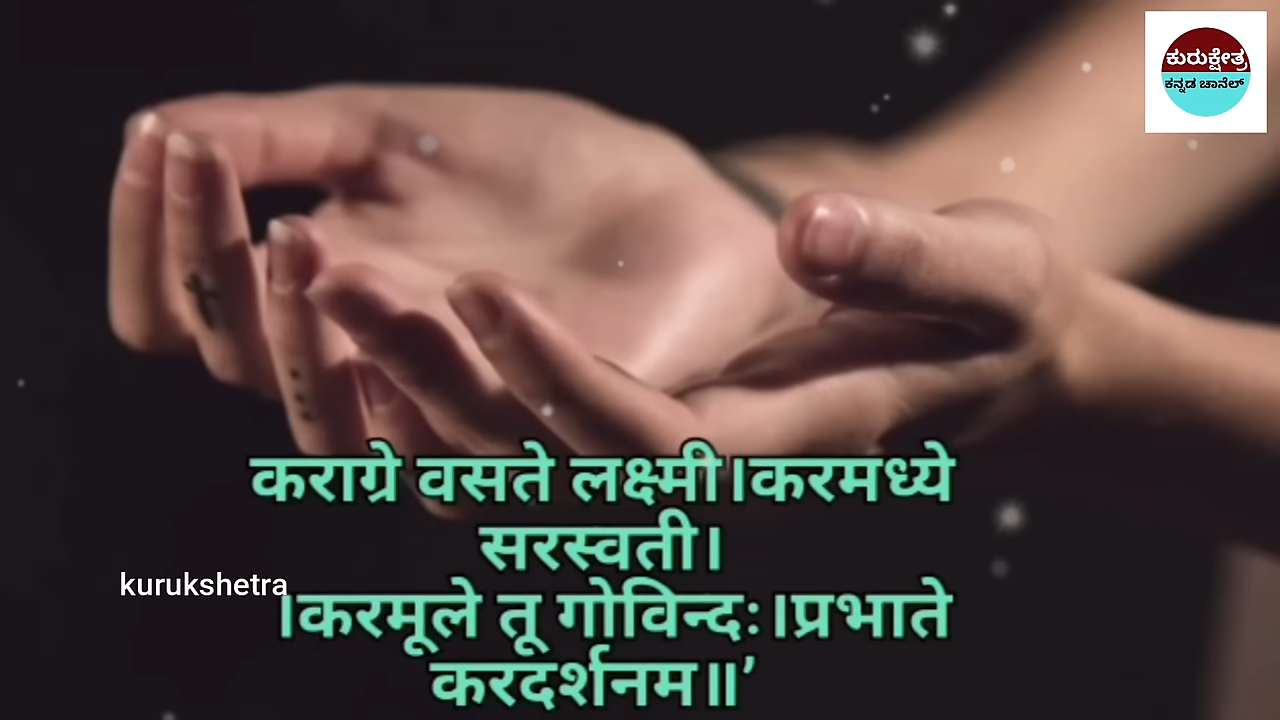 ಕುರುಕ್ಷೇತ್ರ
ಕನ್ನಡ ಚಾನೆಲ್
कराग्रे वसते लक्ष्मी।करमध्ये
सरस्वती।
kurukshetra
।करमूले तू गोविन्दः।प्रभाते
करदर्शनम॥’